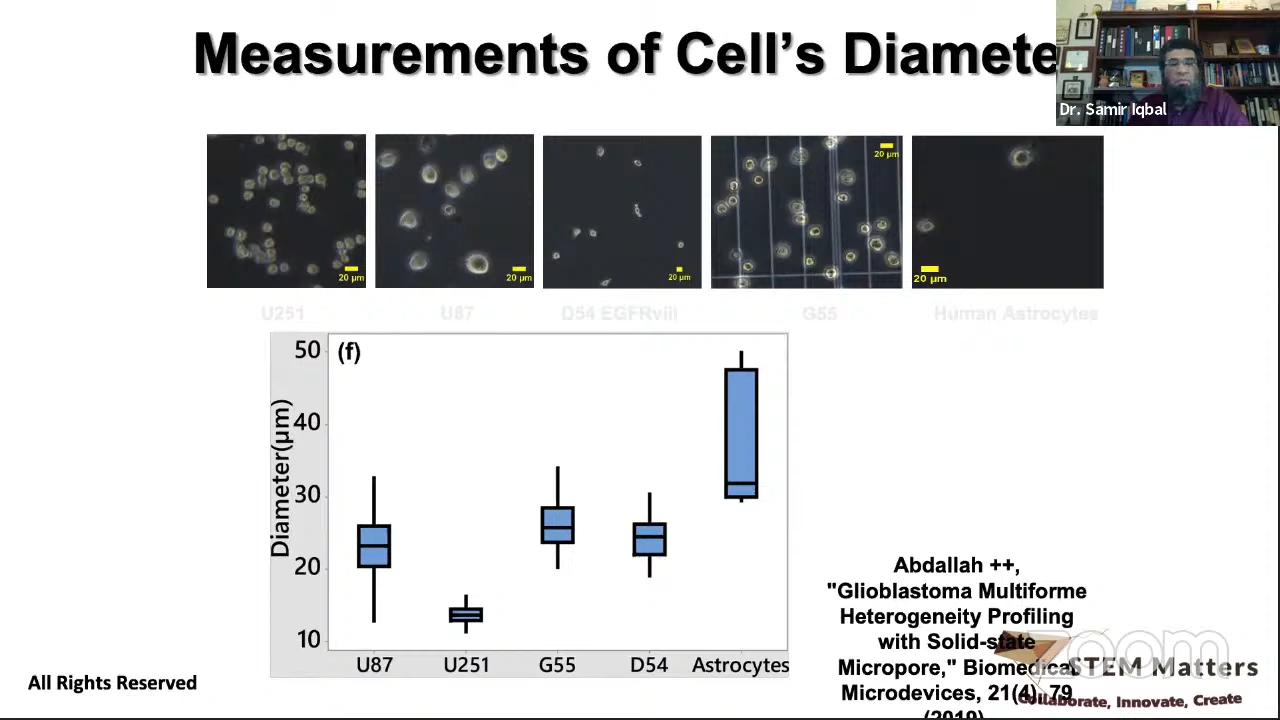 Measurements of Cell's Diamete
Dr. Samir Iqbal
20 µm
20 µm
20 µm
20 µm
20 µm
U251
U87
D54 EGFRviii
G55
Human Astrocytes
(f)
Diameter(µm)
50
40
30
20
10
U87
U251
G55
D54
Astrocytes
Abdallah ++,
"Glioblastoma Multiforme
Heterogeneity Profiling
with Solid-state
Micropore," Biomedical
Microdevices, 21(4), 79
(2019)
zoom
STEM Matters
Collaborate, Innovate, Create
All Rights Reserved